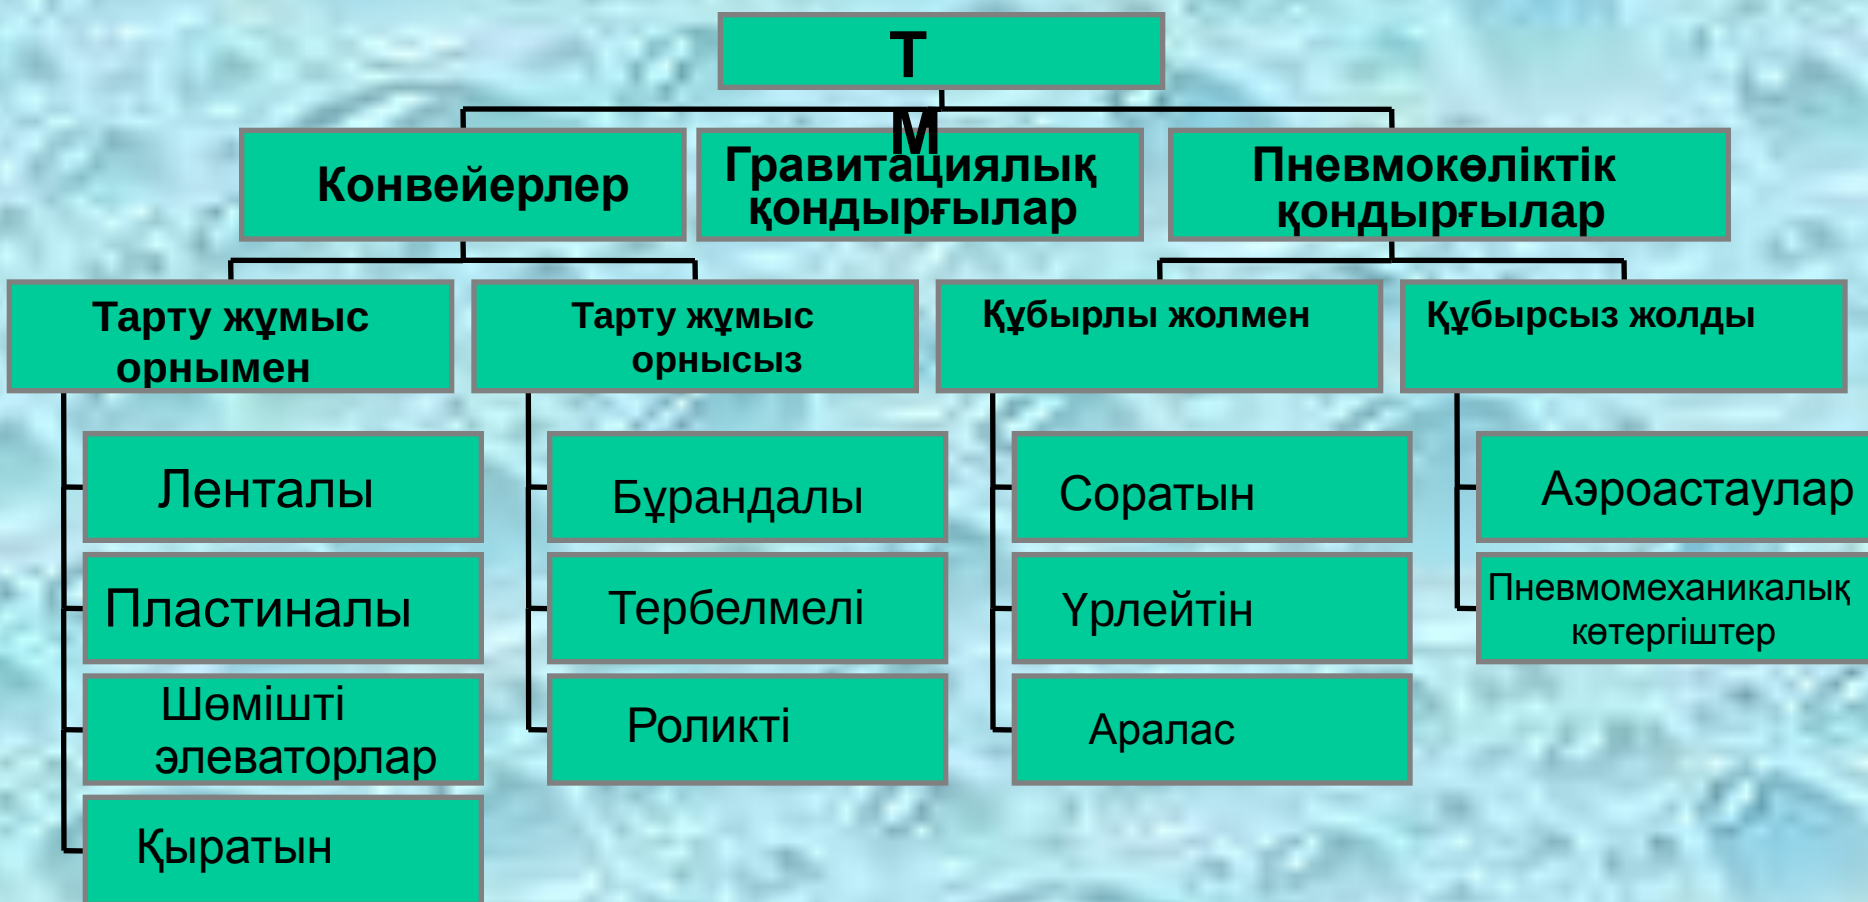 Т
М
Конвейерлер
Гравитациялық
қондырғылар
Пневмокөліктік
қондырғылар
Тарту жұмыс
орнымен
Тарту жұмыс
орнысыз
Құбырлы жолмен
Құбырсыз жолды
Ленталы
Пластиналы
Шөмішті
элеваторлар
Қыратын
Бұрандалы
Тербелмелі
Роликті
Соратын
Үрлейтін
Аралас
Аэроастаулар
Пневмомеханикалық
көтергіштер